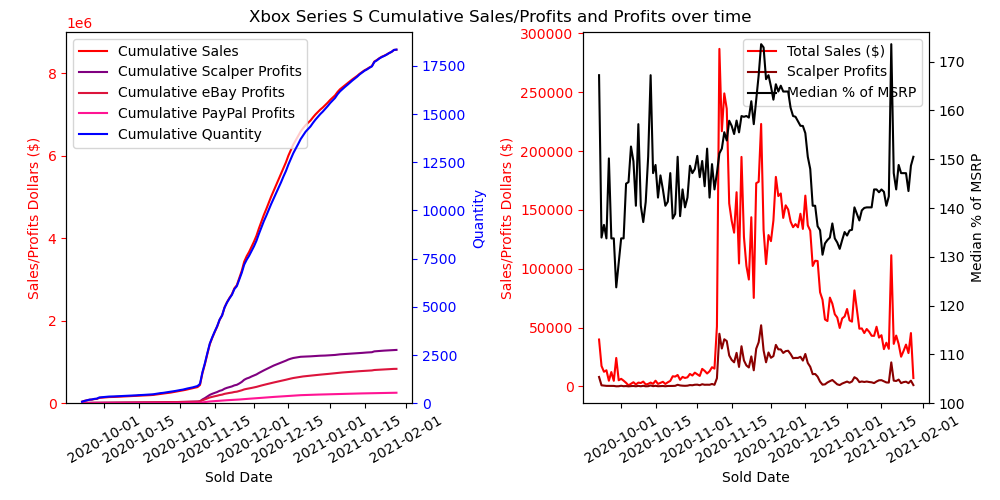 Xbox Series S Cumulative Sales/Profits and Profits over time
1e6
Cumulative Sales
Cumulative Scalper Profits
Cumulative eBay Profits
Cumulative PayPal Profits
Cumulative Quantity
8
6
4
2
0
Sales/Profits Dollars ($)
17500
15000
12500
10000
7500
5000
2500
0
Quantity
2020-10-01
2020-10-15
2020-11-01
2020-11-15
2020-12-01
2020-12-15
2021-01-01
2021-01-15
2021-02-01
Sold Date
Total Sales ($)
Scalper Profits
Median % of MSRP
300000
250000
200000
150000
100000
50000
0
Sales/Profits Dollars ($)
170
160
150
140
130
120
110
100
Median % of MSRP
2020-10-01
2020-10-15
2020-11-01
2020-11-15
2020-12-01
2020-12-15
2021-01-01
2021-01-15
2021-02-01
Sold Date